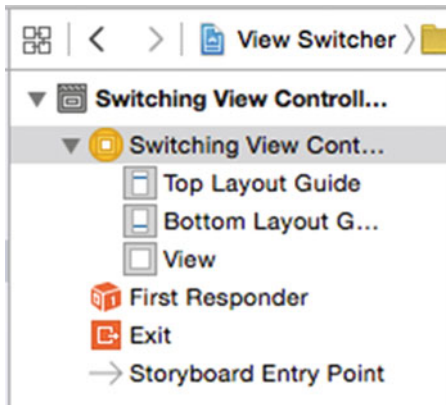 View Switcher
Switching View Controll...
Switching View Cont...
Top Layout Guide
Bottom Layout G...
View
First Responder
Exit
Storyboard Entry Point